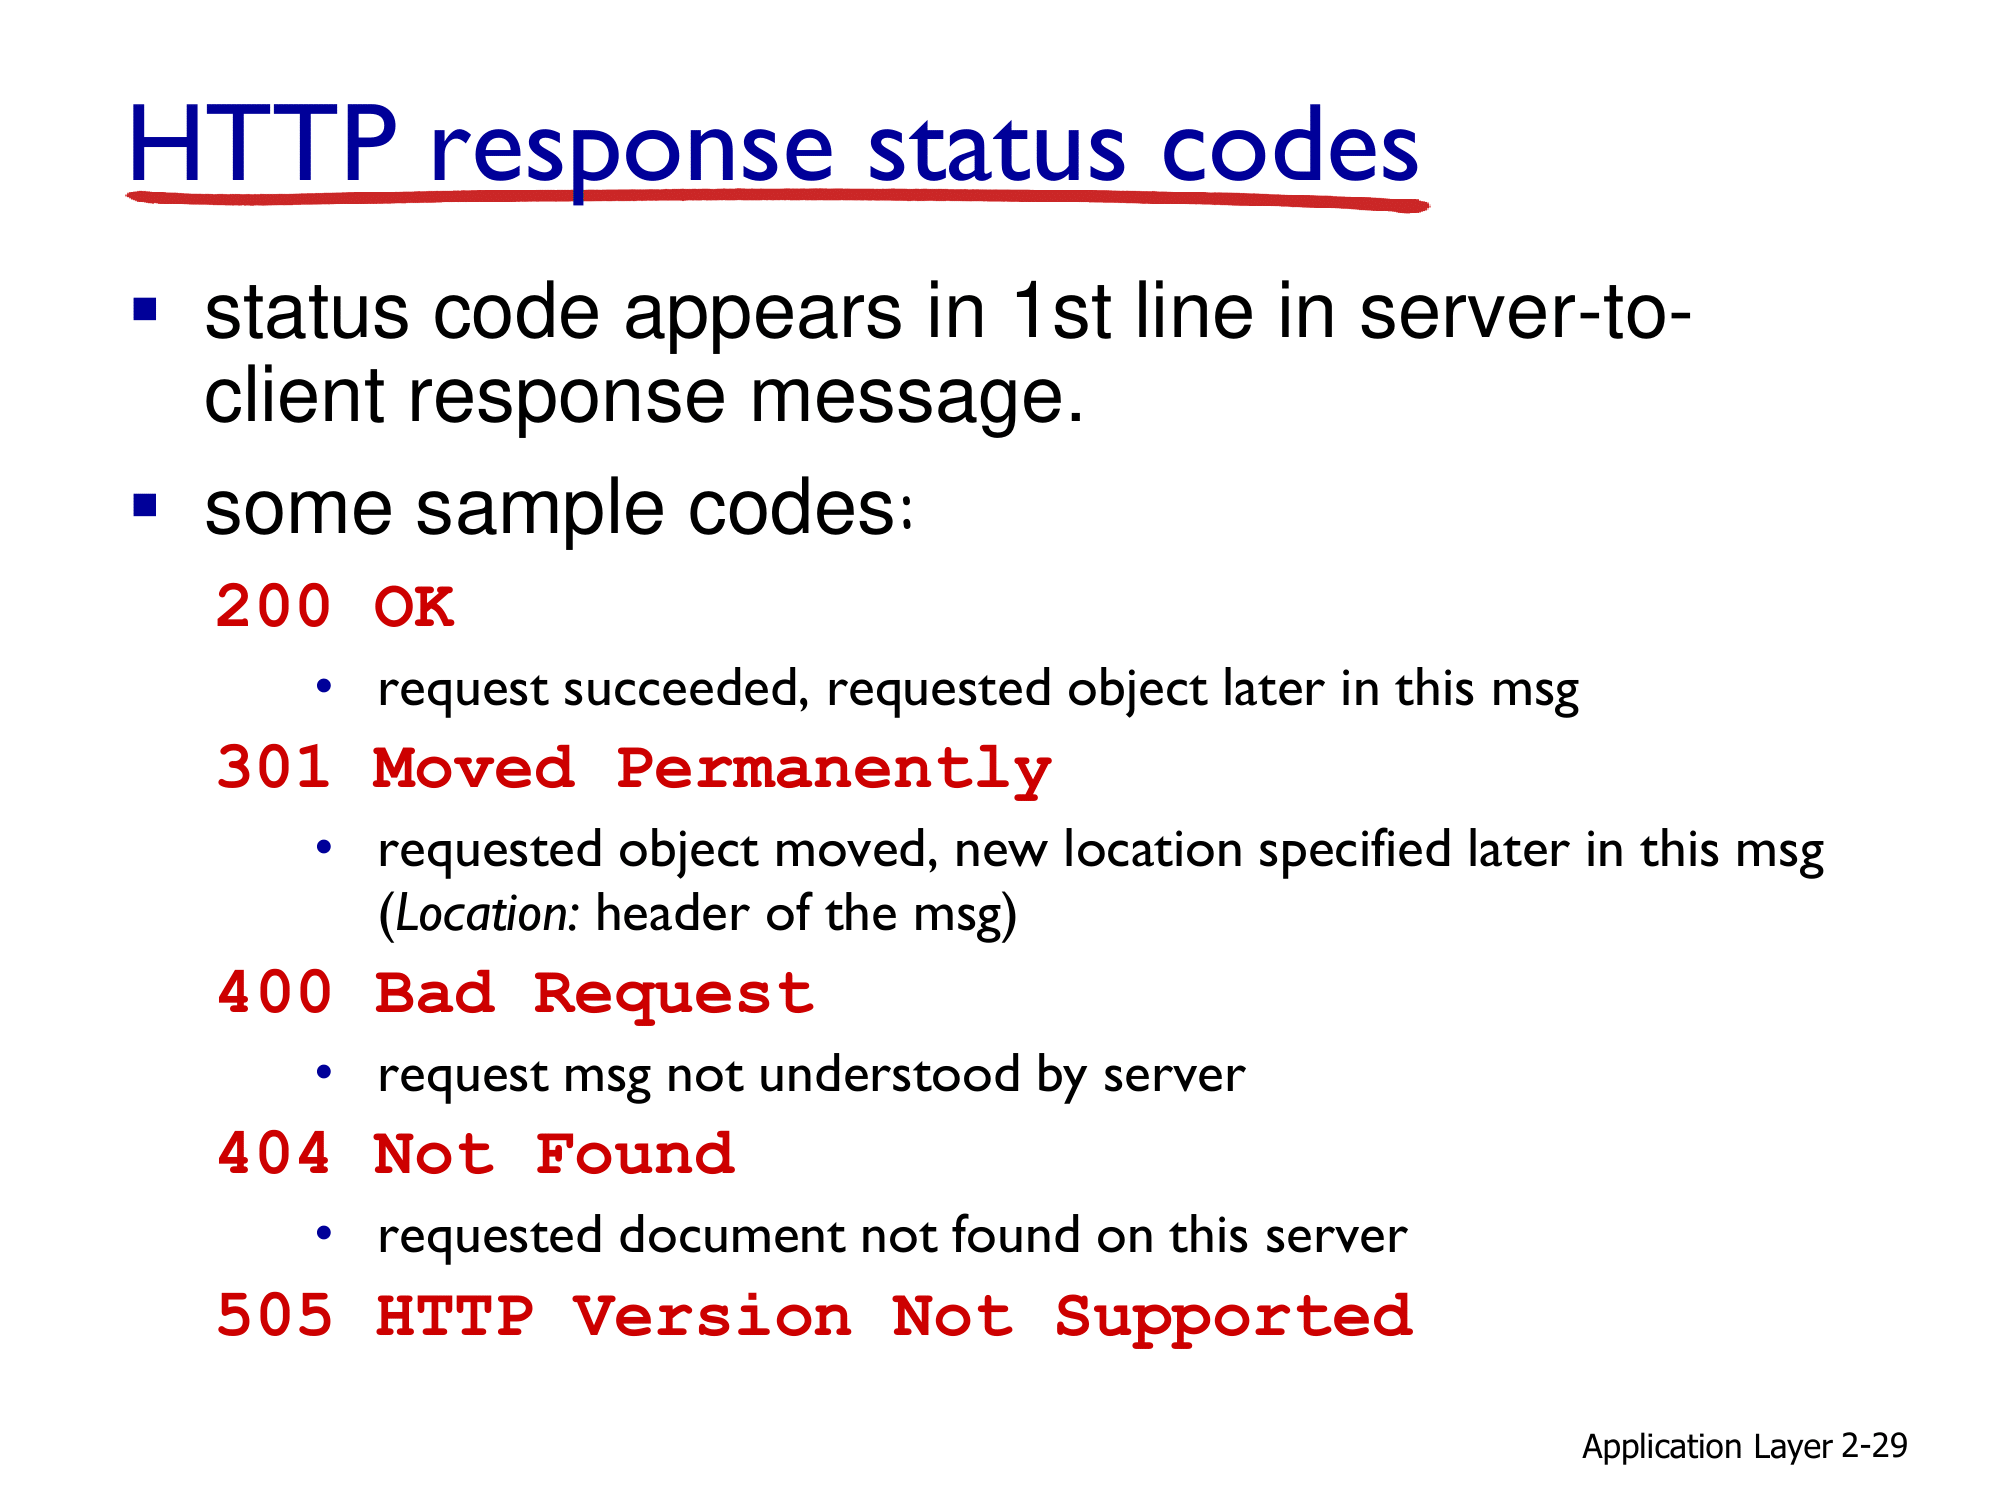 HTTP response status codes
▪ status code appears in 1st line in server-to-
client response message.
▪ some sample codes:
200 OK
• request succeeded, requested object later in this msg
301 Moved Permanently
• requested object moved, new location specified later in this msg
(Location: header of the msg)
400 Bad Request
• request msg not understood by server
404 Not Found
• requested document not found on this server
505 HTTP Version Not Supported
Application Layer 2-29